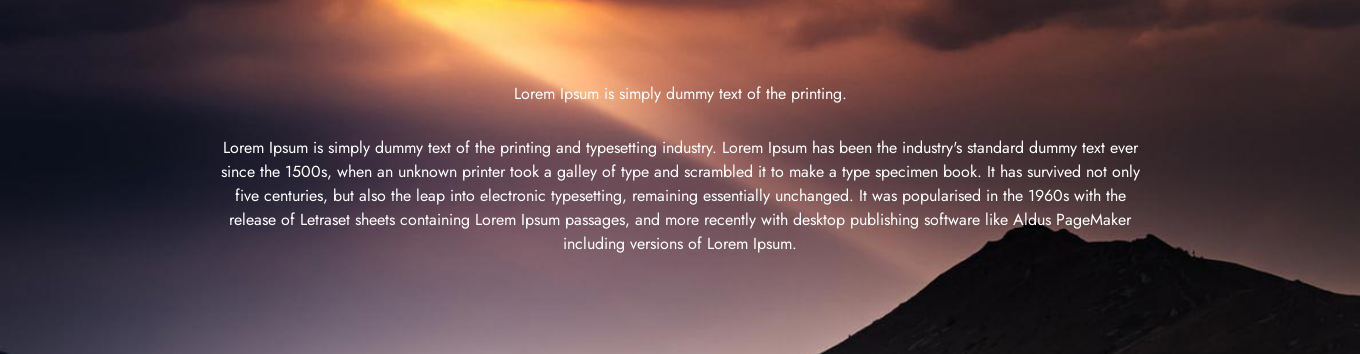 Lorem Ipsum is simply dummy text of the printing.
Lorem Ipsum is simply dummy text of the printing and typesetting industry. Lorem Ipsum has been the industry's standard dummy text ever
since the 1500s, when an unknown printer took a galley of type and scrambled it to make a type specimen book. It has survived not only
five centuries, but also the leap into electronic typesetting, remaining essentially unchanged. It was popularised in the 1960s with the
release of Letraset sheets containing Lorem Ipsum passages, and more recently with desktop publishing software like Aldus PageMaker
including versions of Lorem Ipsum.